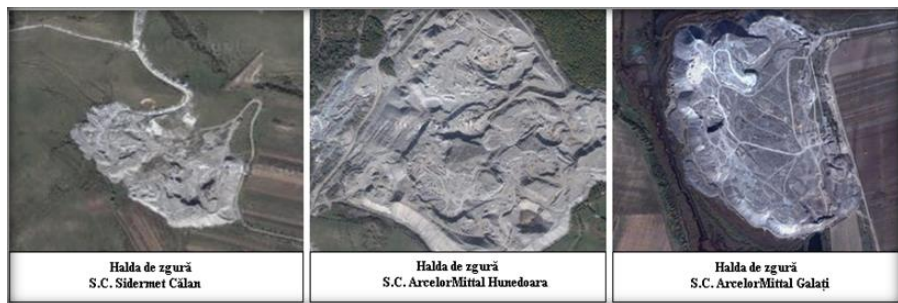 Halda de zgură
S.C. Sidermet Călan
Halda de zgură
S.C. ArcelorMittal Hunedoara
Halda de zgură
S.C. ArcelorMittal Galați